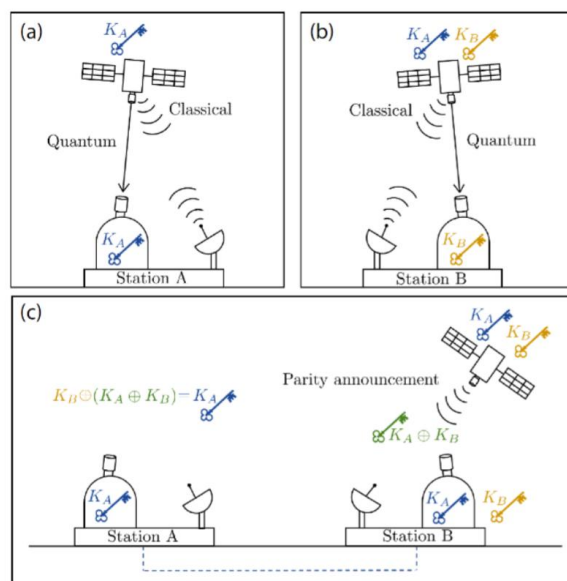 (a)
K_A
Classical
Quantum
K_A
Station A
(b)
K_A K_B
Classical
Quantum
K_B
Station B
(c)
K_A
K_B
Parity announcement
K_B ⊕ (K_A ⊕ K_B) = K_A
K_A ⊕ K_B
K_A
Station A
K_A K_B
Station B